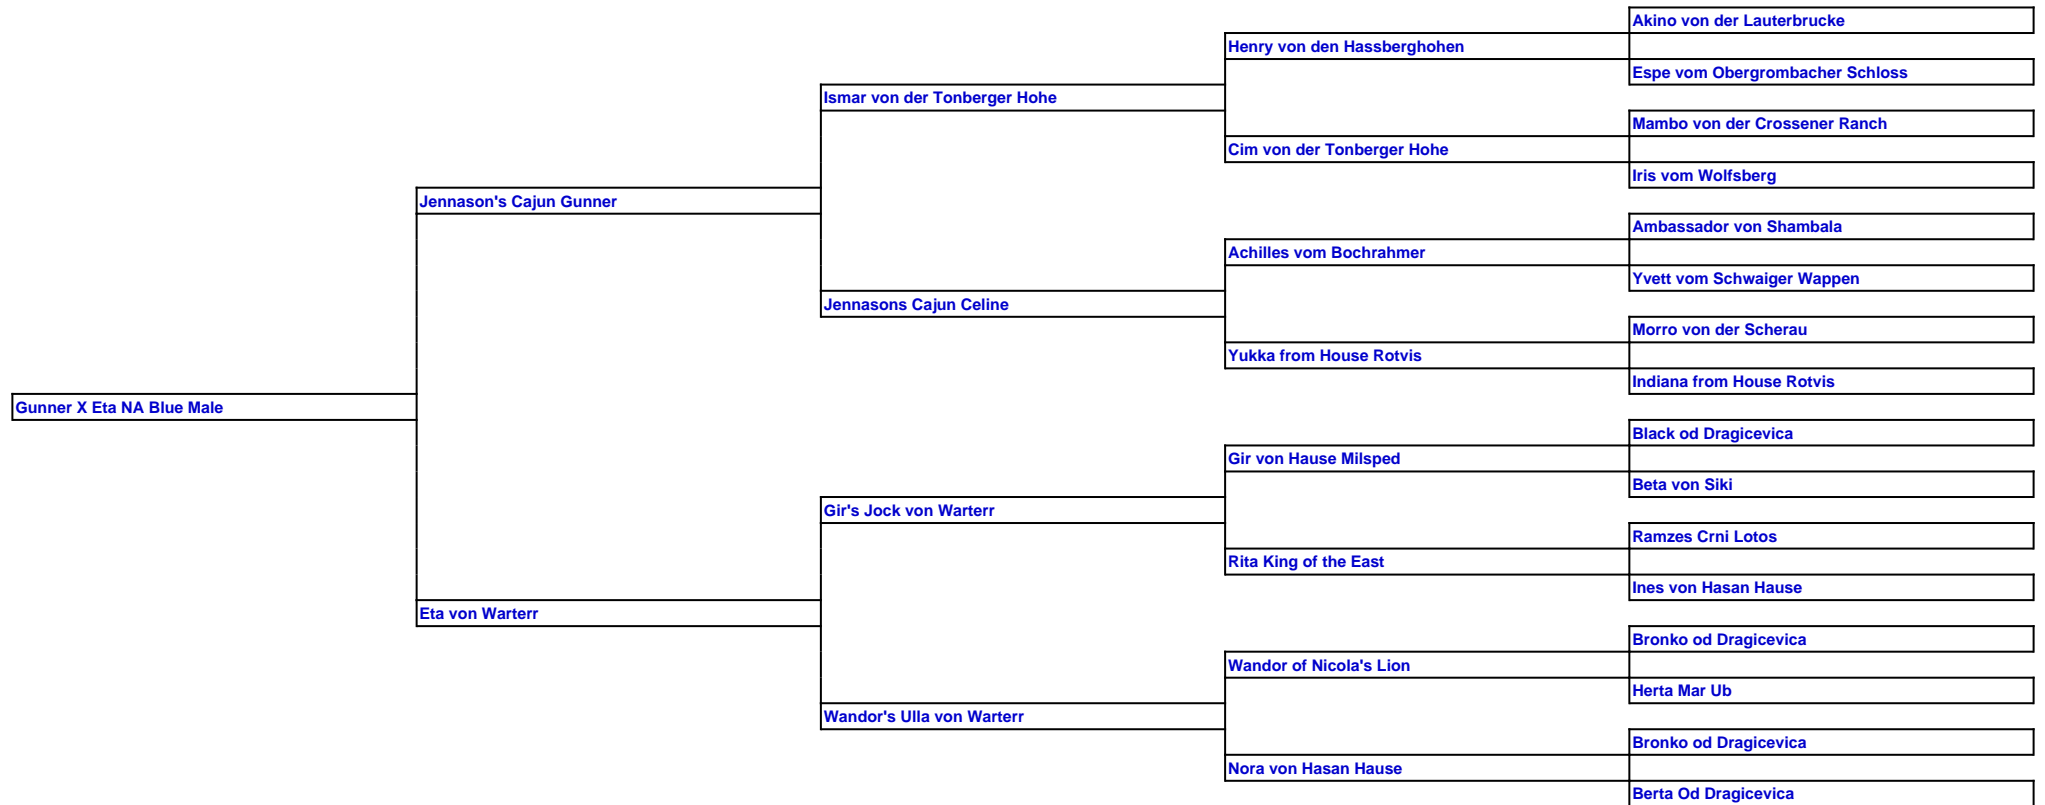 Akino von der Lauterbrucke
Henry von den Hassberghohen
Espe vom Obergrombacher Schloss
Ismar von der Tonberger Hohe
Mambo von der Crossener Ranch
Cim von der Tonberger Hohe
Iris vom Wolfsberg
Jennason's Cajun Gunner
Ambassador von Shambala
Achilles vom Bochrahmer
Yvett vom Schwaiger Wappen
Jennasons Cajun Celine
Morro von der Scherau
Yukka from House Rotvis
Indiana from House Rotvis
Gunner X Eta NA Blue Male
Black od Dragicevica
Gir von Hause Milsped
Beta von Siki
Gir's Jock von Warterr
Ramzes Crni Lotos
Rita King of the East
Ines von Hasan Hause
Eta von Warterr
Bronko od Dragicevica
Wandor of Nicola's Lion
Herta Mar Ub
Wandor's Ulla von Warterr
Bronko od Dragicevica
Nora von Hasan Hause
Berta Od Dragicevica